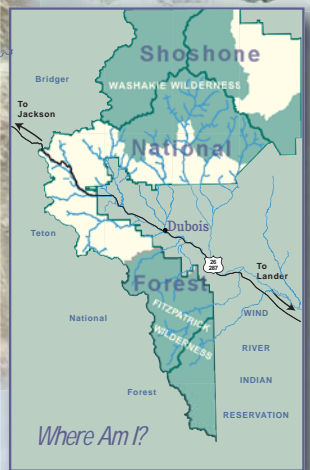 Shoshone
Bridger
WASHAKIE WILDERNESS
To
Jackson
National
Teton
Dubois
26
287
To
Lander
Forest
FITZPATRICK
WILDERNESS
National
WIND
RIVER
INDIAN
RESERVATION
Forest
Where Am I?